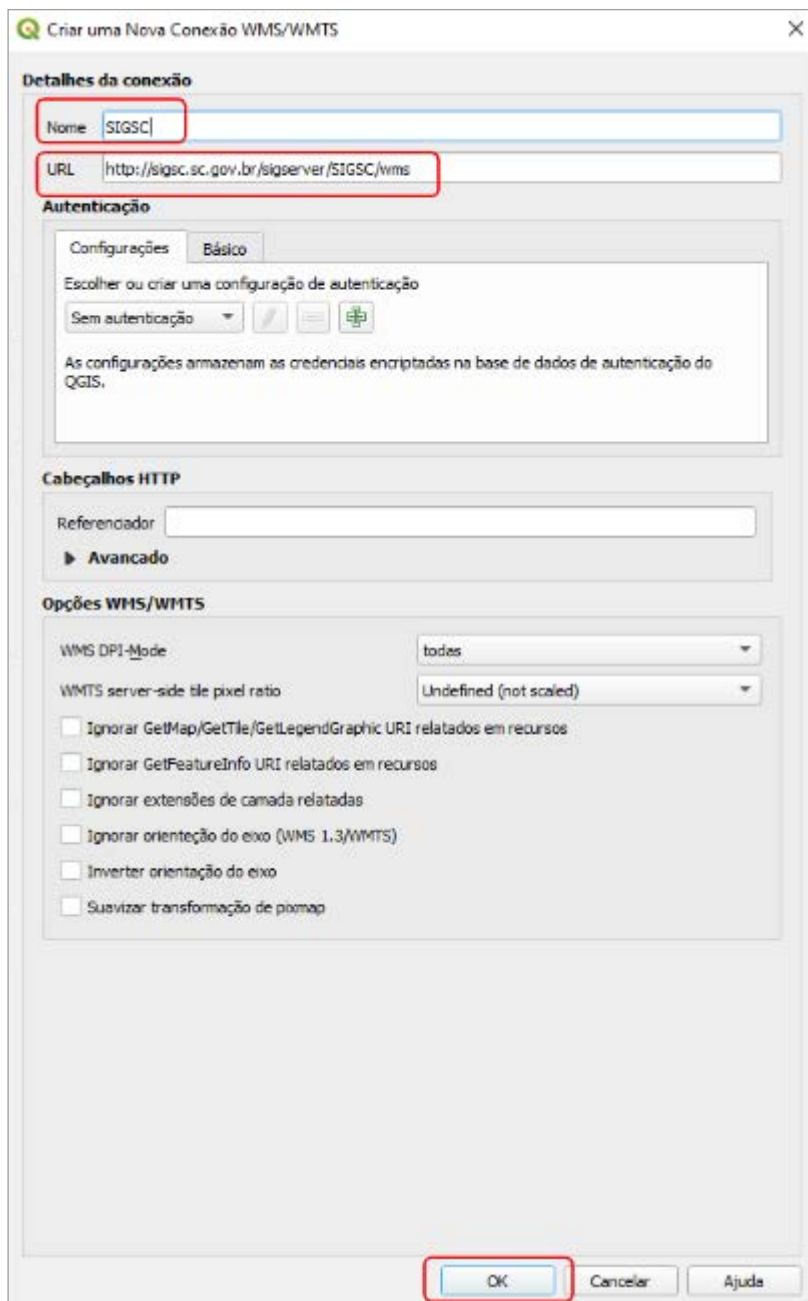 Criar uma Nova Conexão WMS/WMTS
Detalhes da conexão
Nome SIGSC
URL http://sigsc.sc.gov.br/sigserver/SIGSC/wms
Autenticação
Configurações Básico
Escolher ou criar uma configuração de autenticação
Sem autenticação
As configurações armazenam as credenciais encriptadas na base de dados de autenticação do
QGIS.
Cabeçalhos HTTP
Referenciador
Avancado
Opções WMS/WMTS
WMS DPI-Mode todas
WMTS server-side tile pixel ratio Undefined (not scaled)
Ignorar GetMap/GetTile/GetLegendGraphic URI relatados em recursos
Ignorar GetFeatureInfo URI relatados em recursos
Ignorar extensões de camada relatadas
Ignorar orienteção do eixo (WMS 1.3/WMTS)
Inverter orientação do eixo
Suavizar transformação de pixmap
OK Cancelar Ajuda